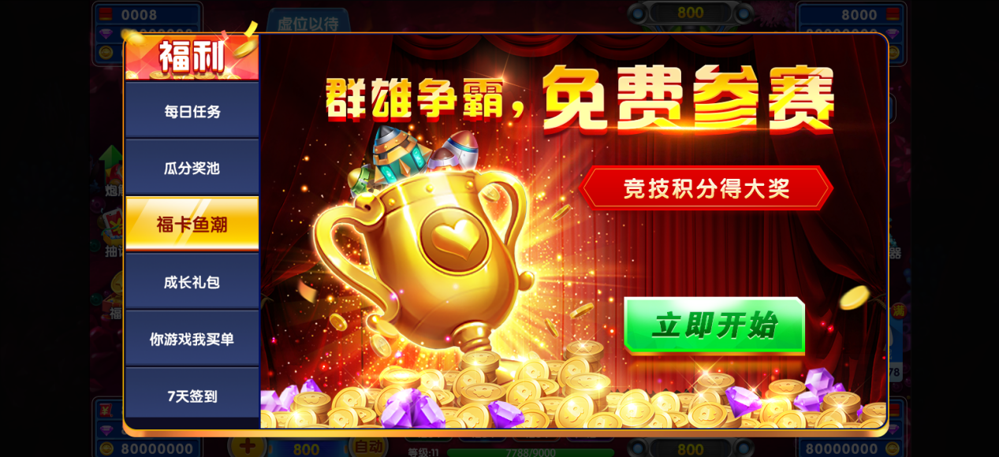 0008
虚位以待
800
8000
福利
每日任务
瓜分奖池
福卡鱼潮
成长礼包
你游戏我买单
7天签到
群雄争霸，免费参赛
竞技积分得大奖
立即开始
满
80000000
800
自动
等级:11
7788/9000
800
80000000